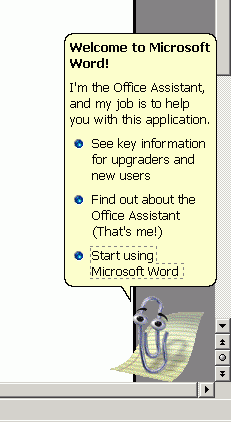 Welcome to Microsoft
Word!
I'm the Office Assistant,
and my job is to help
you with this application.
See key information
for upgraders and
new users
Find out about the
Office Assistant
(That's me!)
Start using
Microsoft Word